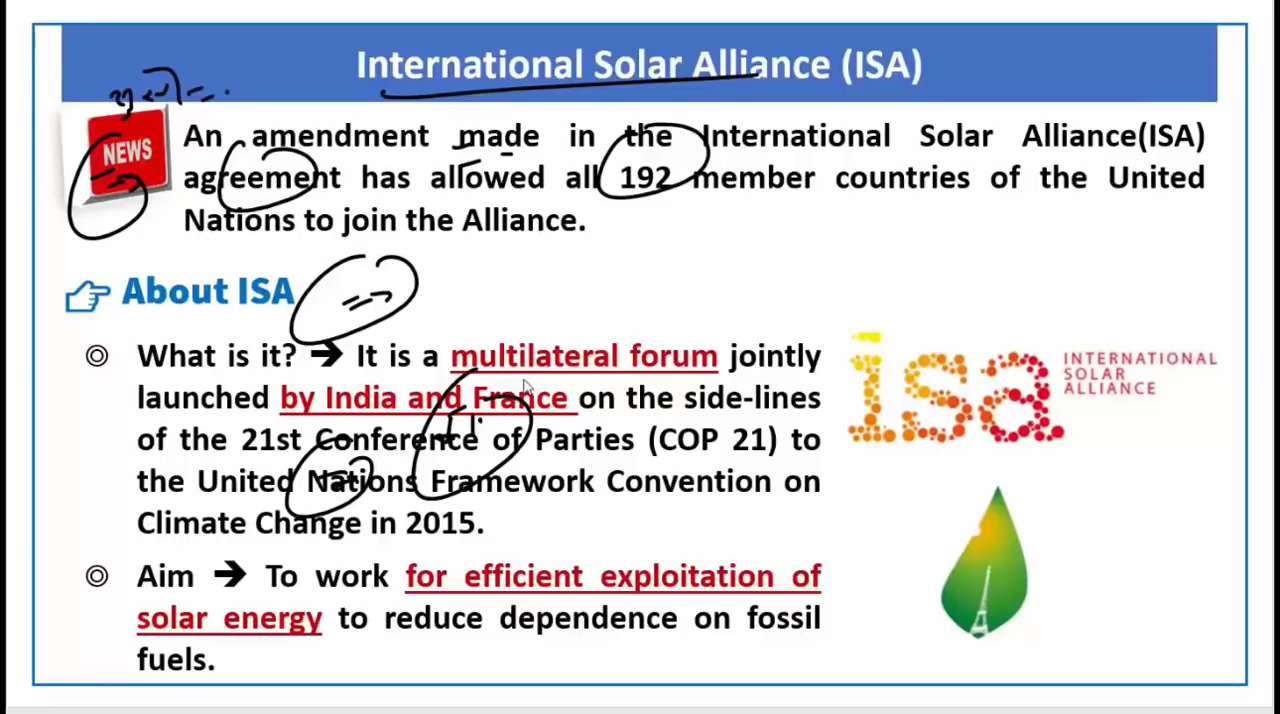 International Solar Alliance (ISA)
NEWS
An amendment made in the International Solar Alliance(ISA)
agreement has allowed all 192 member countries of the United
Nations to join the Alliance.
About ISA
◎ What is it? ➔ It is a multilateral forum jointly
launched by India and France on the side-lines
of the 21st Conference of Parties (COP 21) to
the United Nations Framework Convention on
Climate Change in 2015.
◎ Aim ➔ To work for efficient exploitation of
solar energy to reduce dependence on fossil
fuels.
isa
INTERNATIONAL
SOLAR
ALLIANCE